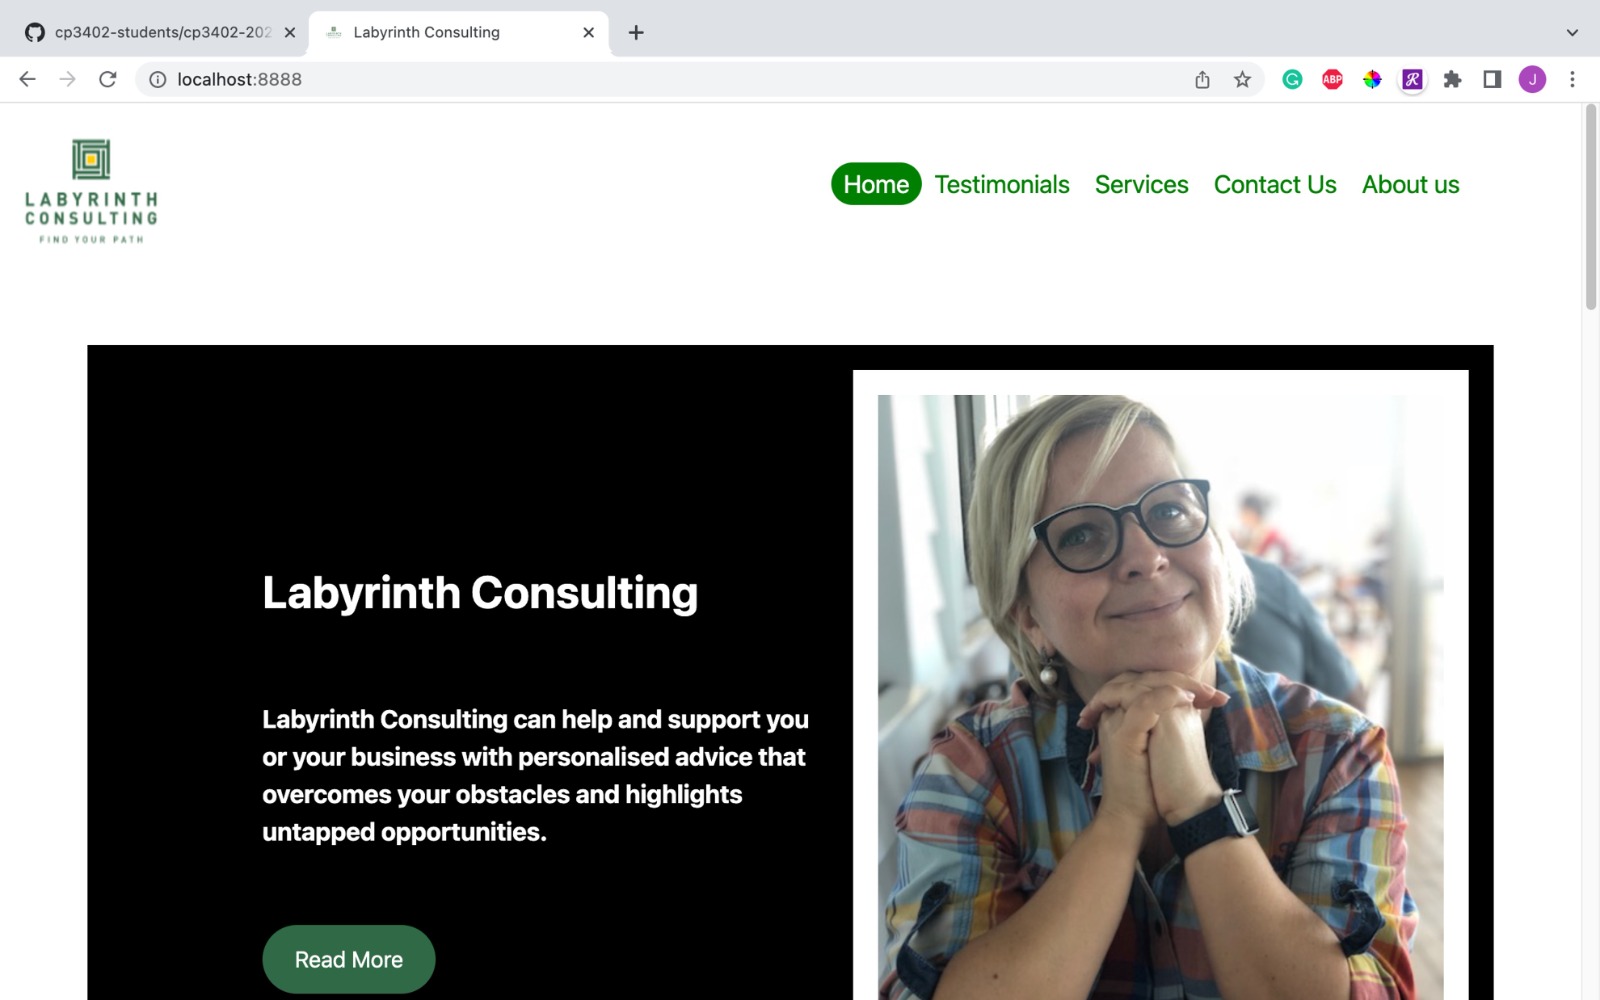 cp3402-students/cp3402-202
Labyrinth Consulting
localhost:8888
ABP
J
LABYRINTH
CONSULTING
FIND YOUR PATH
Home Testimonials Services Contact Us About us
Labyrinth Consulting
Labyrinth Consulting can help and support you
or your business with personalised advice that
overcomes your obstacles and highlights
untapped opportunities.
Read More